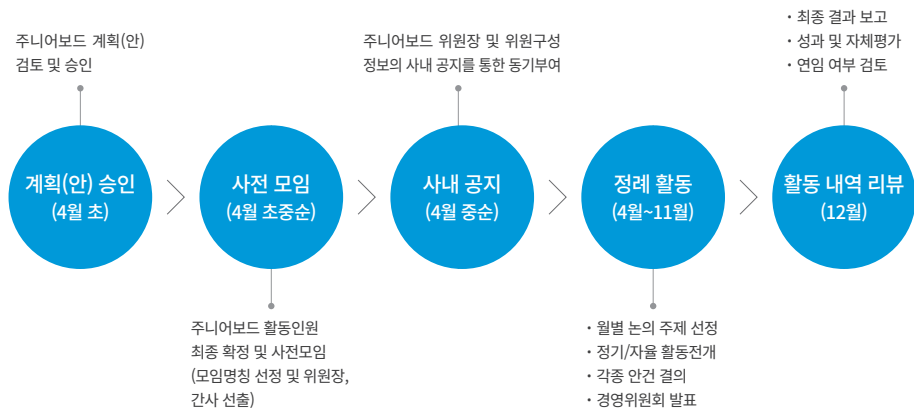 주니어보드 계획(안)
검토 및 승인
계획(안) 승인
(4월 초)
사전 모임
(4월 초중순)
주니어보드 활동인원
최종 확정 및 사전모임
(모임명칭 선정 및 위원장,
간사 선출)
주니어보드 위원장 및 위원구성
정보의 사내 공지를 통한 동기부여
사내 공지
(4월 중순)
정례 활동
(4월~11월)
・월별 논의 주제 선정
・정기/자율 활동전개
・각종 안건 결의
・경영위원회 발표
・최종 결과 보고
・성과 및 자체평가
・연임 여부 검토
활동 내역 리뷰
(12월)